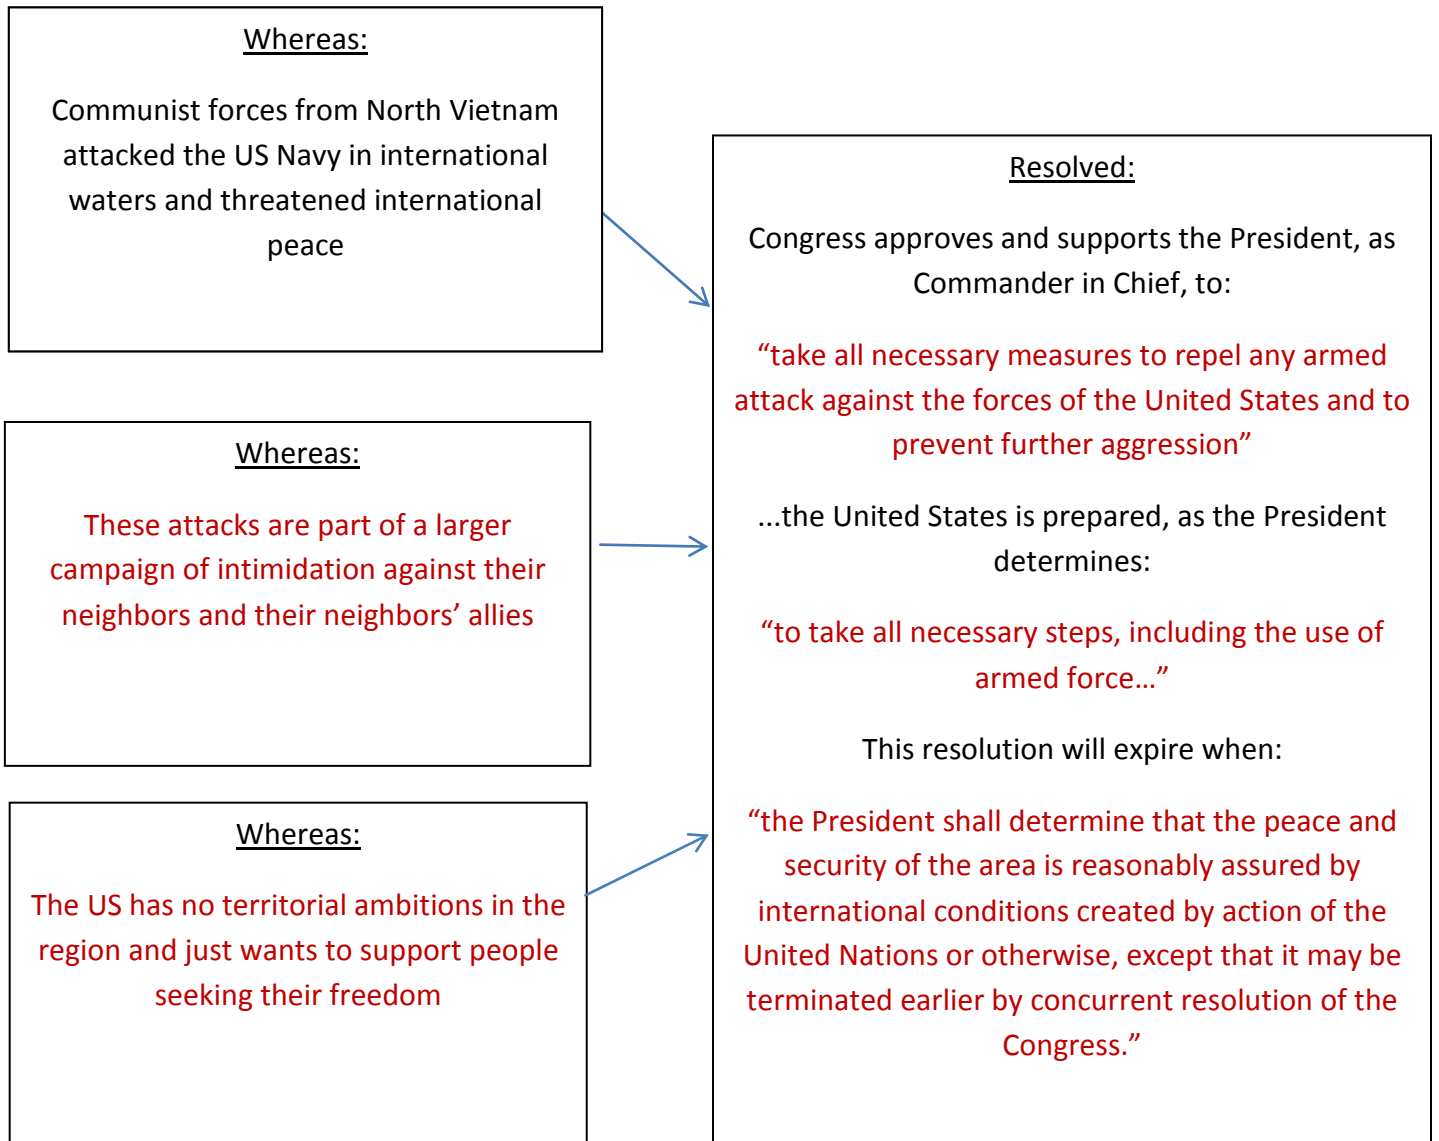 Whereas:
Communist forces from North Vietnam
attacked the US Navy in international
waters and threatened international
peace
Whereas:
These attacks are part of a larger
campaign of intimidation against their
neighbors and their neighbors’ allies
Whereas:
The US has no territorial ambitions in the
region and just wants to support people
seeking their freedom
Resolved:
Congress approves and supports the President, as
Commander in Chief, to:
“take all necessary measures to repel any armed
attack against the forces of the United States and to
prevent further aggression”
...the United States is prepared, as the President
determines:
“to take all necessary steps, including the use of
armed force…”
This resolution will expire when:
“the President shall determine that the peace and
security of the area is reasonably assured by
international conditions created by action of the
United Nations or otherwise, except that it may be
terminated earlier by concurrent resolution of the
Congress.”